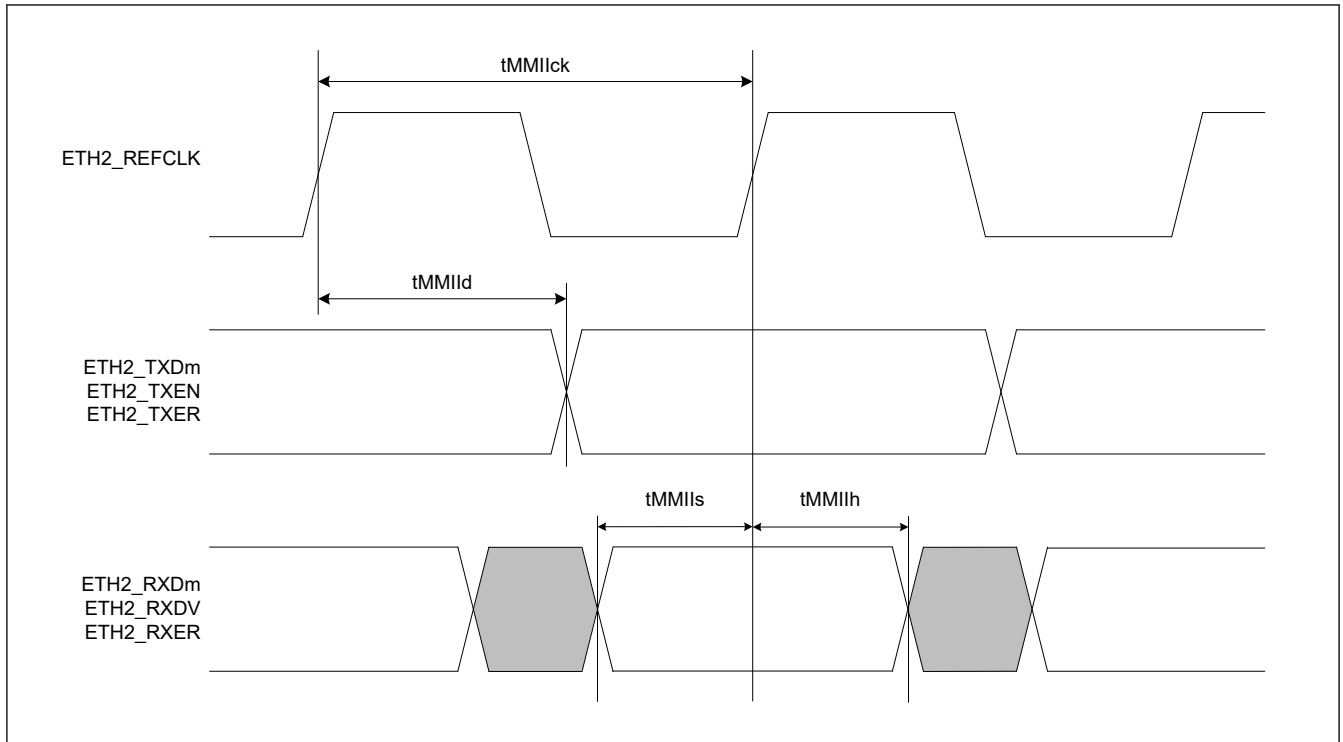 tMMIIck
ETH2_REFCLK
tMMIId
ETH2_TXDm
ETH2_TXEN
ETH2_TXER
tMMIIs
tMMIIh
ETH2_RXDm
ETH2_RXDV
ETH2_RXER